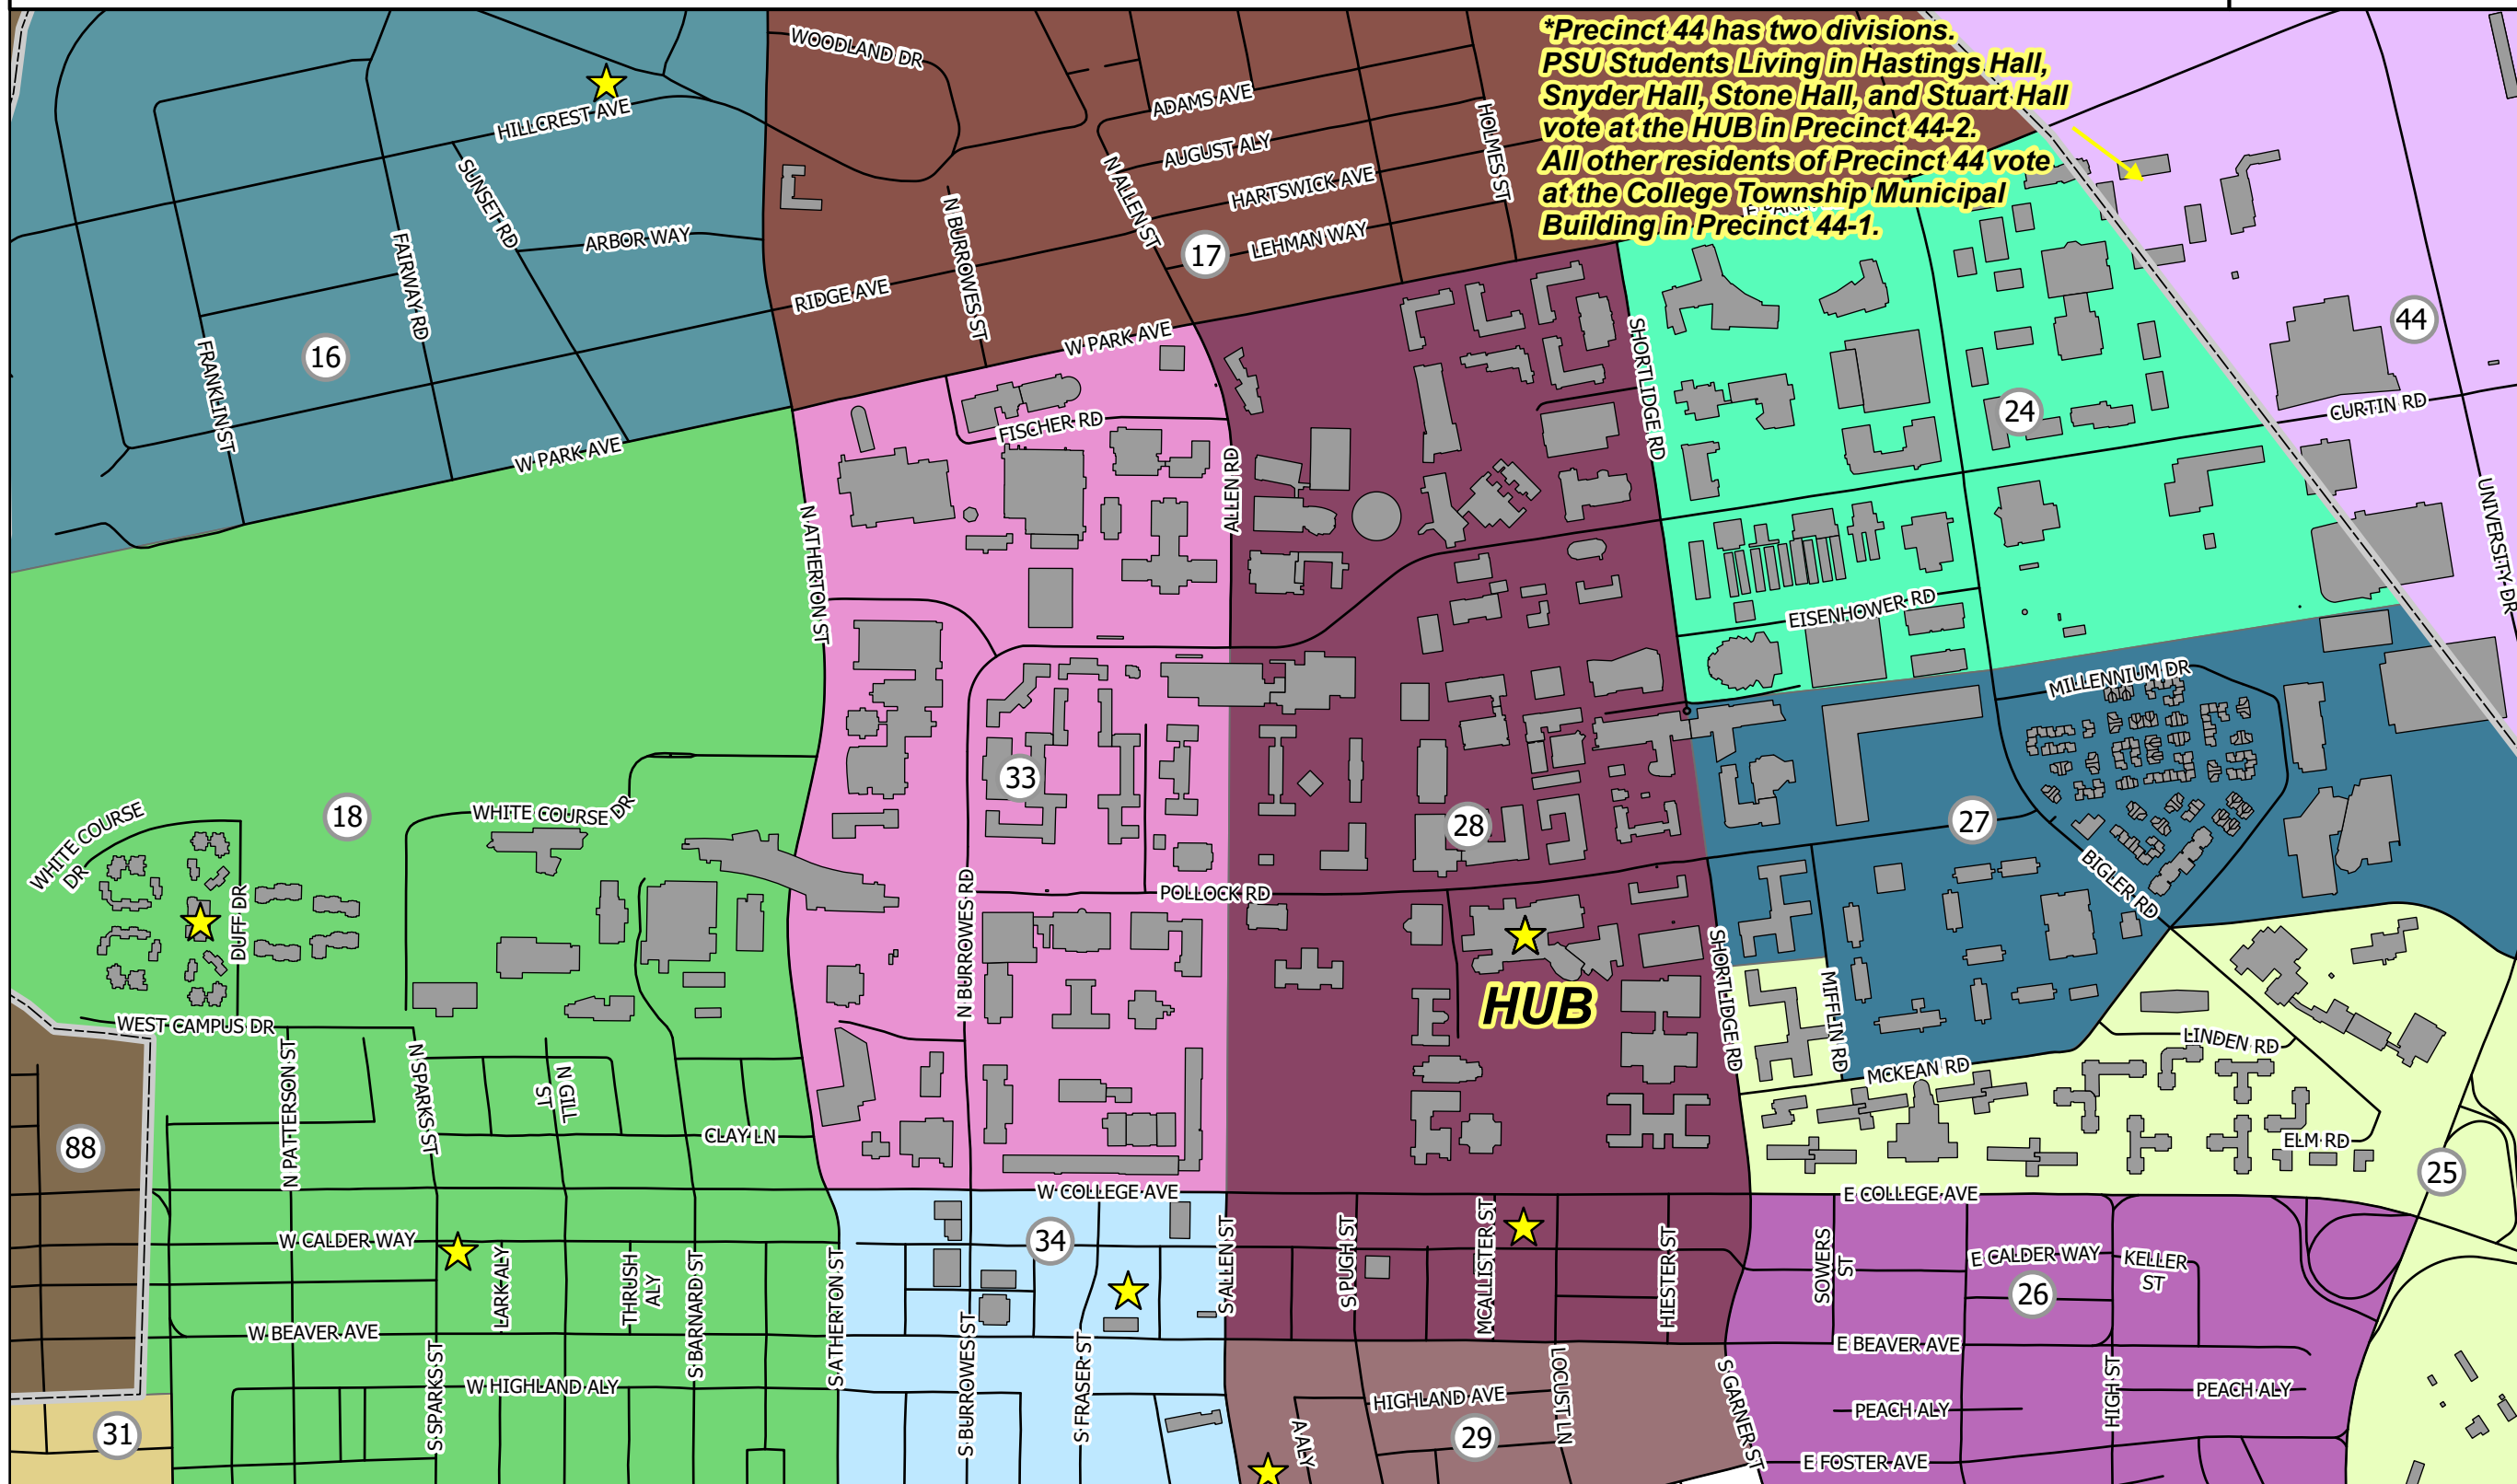 *Precinct 44 has two divisions.
PSU Students Living in Hastings Hall,
Snyder Hall, Stone Hall, and Stuart Hall
vote at the HUB in Precinct 44-2.
All other residents of Precinct 44 vote
at the College Township Municipal
Building in Precinct 44-1.
WOODLAND DR
HILLCREST AVE
ADAMS AVE
AUGUST ALY
HOLMES ST
SUNSET RD
N ALLEN ST
HARTSWICK AVE
N BURROWES ST
FAIRWAY RD
ARBOR WAY
LEHMAN WAY
17
RIDGE AVE
16
FRANKLIN ST
W PARK AVE
W PARK AVE
SHORTLIDGE RD
44
24
CURTIN RD
FISCHER RD
ALLEN RD
N ATHERTON ST
UNIVERSITY DR
EISENHOWER RD
MILLENNIUM DR
33
18
WHITE COURSE DR
WHITE COURSE
DR
28
27
BIGLER RD
DUFF DR
POLLOCK RD
N BURROWES RD
HUB
SHORTLIDGE RD
MIFFLIN RD
WEST CAMPUS DR
LINDEN RD
MCKEAN RD
N PATTERSON ST
N SPARKS ST
N GILL
ST
CLAY LN
88
ELM RD
25
W COLLEGE AVE
E COLLEGE AVE
W CALDER WAY
34
LARK ALY
THRUSH
ALY
S BARNARD ST
S ATHERTON ST
S ALLEN ST
S PUGH ST
MCALLISTER ST
HIESTER ST
SOWERS
ST
E CALDER WAY
KELLER
ST
26
W BEAVER AVE
E BEAVER AVE
S SPARKS ST
S BURROWES ST
S FRASER ST
LOCUST LN
S GARNER ST
HIGH ST
W HIGHLAND ALY
HIGHLAND AVE
PEACH ALY
PEACH ALY
31
A ALY
29
E FOSTER AVE